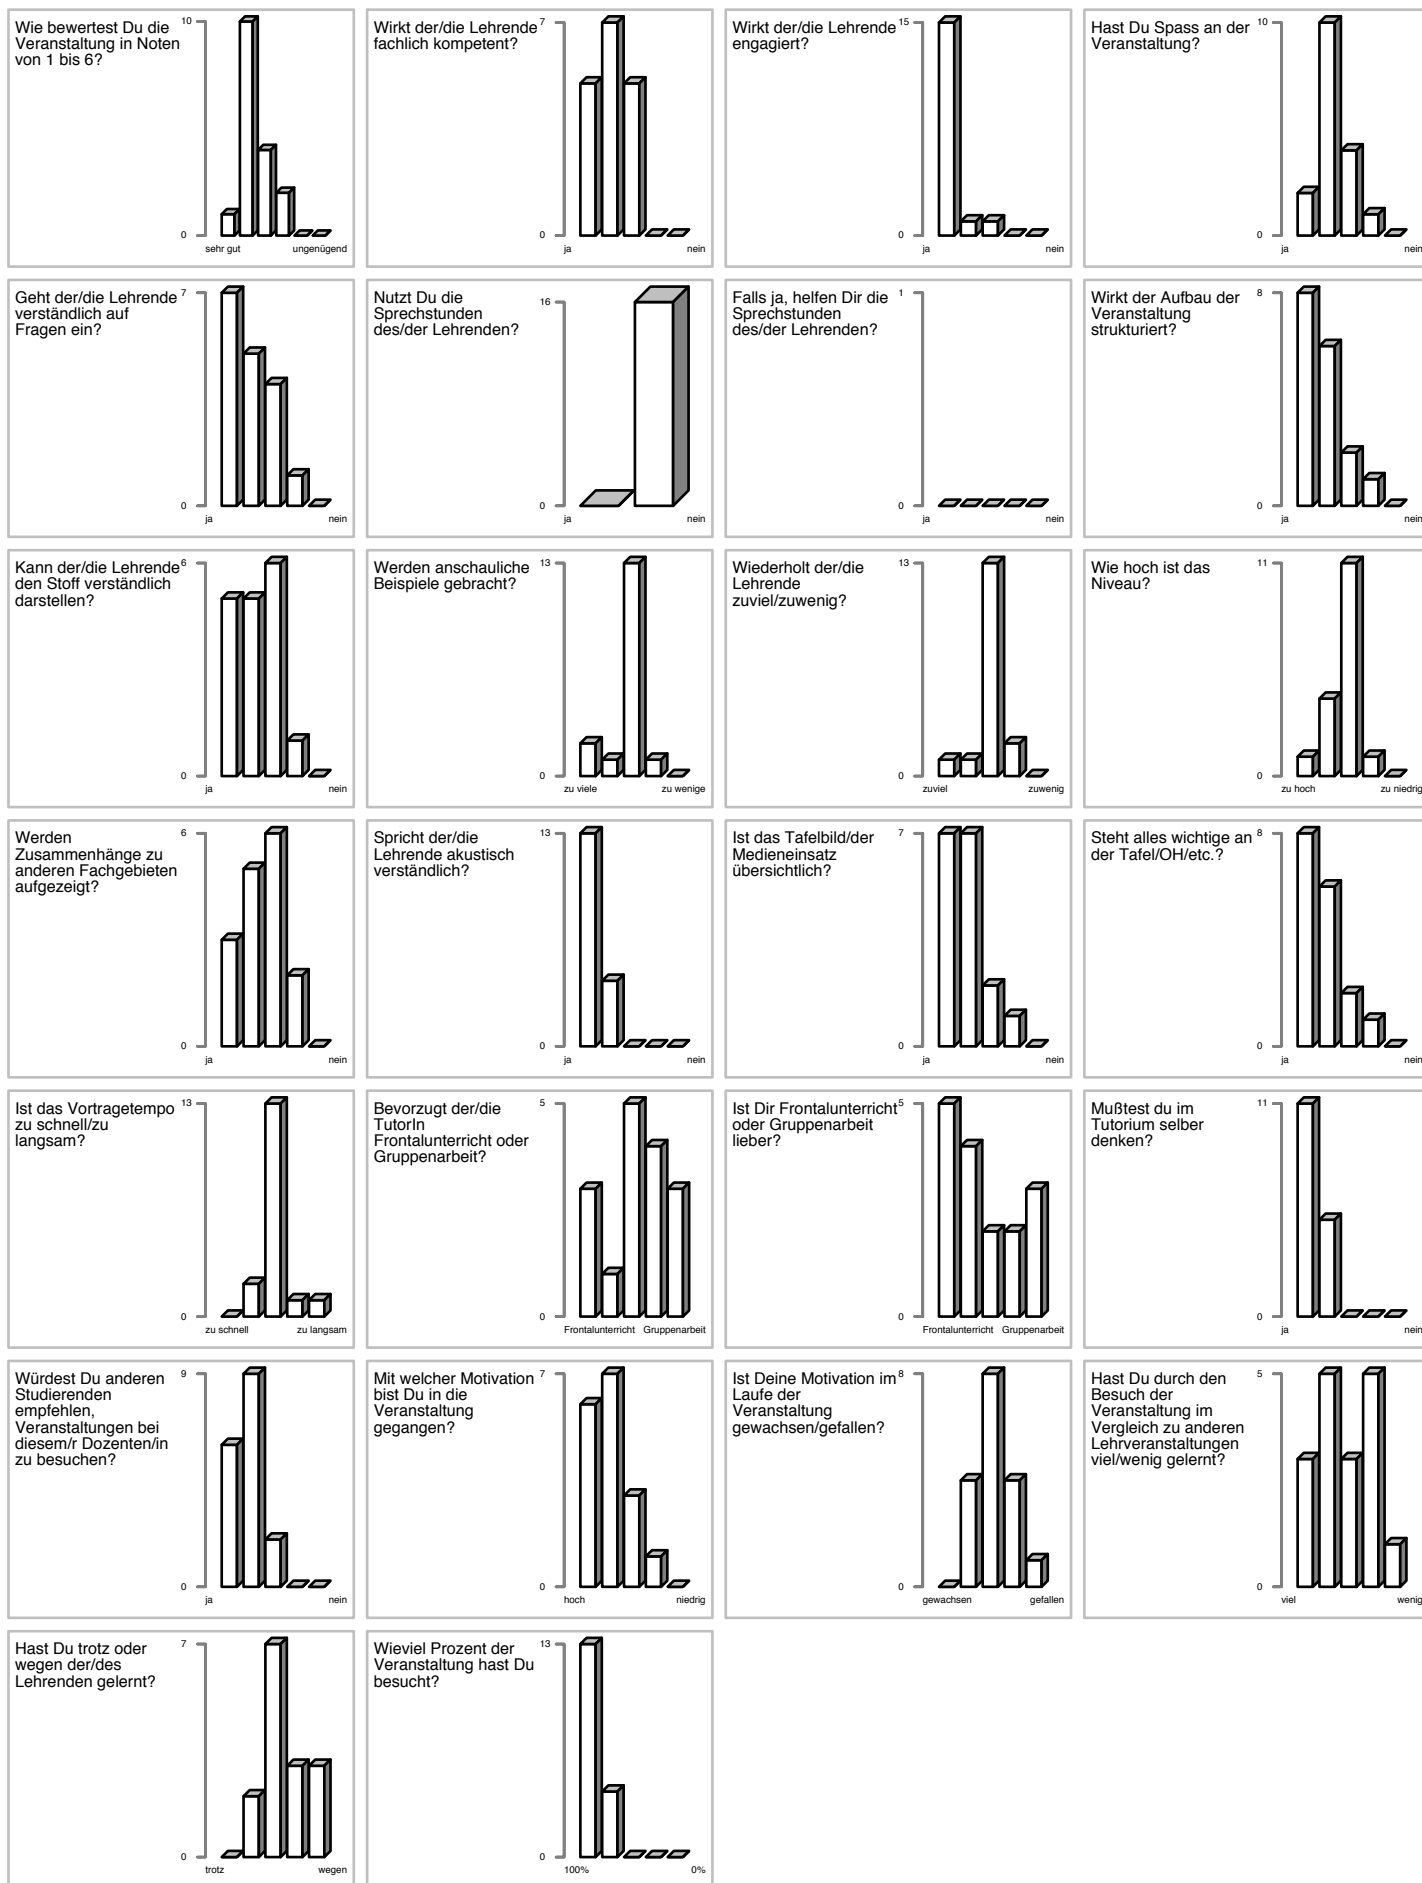 Wie bewertest Du die
Veranstaltung in Noten
von 1 bis 6?
10
0
sehr gut
ungenügend
Wirkt der/die Lehrende
fachlich kompetent?
7
0
ja
nein
Wirkt der/die Lehrende
engagiert?
15
0
ja
nein
Hast Du Spass an der
Veranstaltung?
10
0
ja
nein
Geht der/die Lehrende
verständlich auf
Fragen ein?
7
0
ja
nein
Nutzt Du die
Sprechstunden
des/der Lehrenden?
16
0
ja
nein
Falls ja, helfen Dir die
Sprechstunden
des/der Lehrenden?
1
0
ja
nein
Wirkt der Aufbau der
Veranstaltung
strukturiert?
8
0
ja
nein
Kann der/die Lehrende
den Stoff verständlich
darstellen?
6
0
ja
nein
Werden anschauliche
Beispiele gebracht?
13
0
zu viele
zu wenige
Wiederholt der/die
Lehrende
zuviel/zuwenig?
13
0
zuviel
zuwenig
Wie hoch ist das
Niveau?
11
0
zu hoch
zu niedrig
Werden
Zusammenhänge zu
anderen Fachgebieten
aufgezeigt?
6
0
ja
nein
Spricht der/die
Lehrende akustisch
verständlich?
13
0
ja
nein
Ist das Tafelbild/der
Medieneinsatz
übersichtlich?
7
0
ja
nein
Steht alles wichtige an
der Tafel/OH/etc.?
8
0
ja
nein
Ist das Vortragetempo
zu schnell/zu
langsam?
13
0
zu schnell
zu langsam
Bevorzugt der/die
TutorIn
Frontalunterricht oder
Gruppenarbeit?
5
0
Frontalunterricht
Gruppenarbeit
Ist Dir Frontalunterricht
oder Gruppenarbeit
lieber?
5
0
Frontalunterricht
Gruppenarbeit
Mußtest du im
Tutorium selber
denken?
11
0
ja
nein
Würdest Du anderen
Studierenden
empfehlen,
Veranstaltungen bei
diesem/r Dozenten/in
zu besuchen?
9
0
ja
nein
Mit welcher Motivation
bist Du in die
Veranstaltung
gegangen?
7
0
hoch
niedrig
Ist Deine Motivation im
Laufe der
Veranstaltung
gewachsen/gefallen?
8
0
gewachsen
gefallen
Hast Du durch den
Besuch der
Veranstaltung im
Vergleich zu anderen
Lehrveranstaltungen
viel/wenig gelernt?
5
0
viel
wenig
Hast Du trotz oder
wegen der/des
Lehrenden gelernt?
7
0
trotz
wegen
Wieviel Prozent der
Veranstaltung hast Du
besucht?
13
0
100%
0%